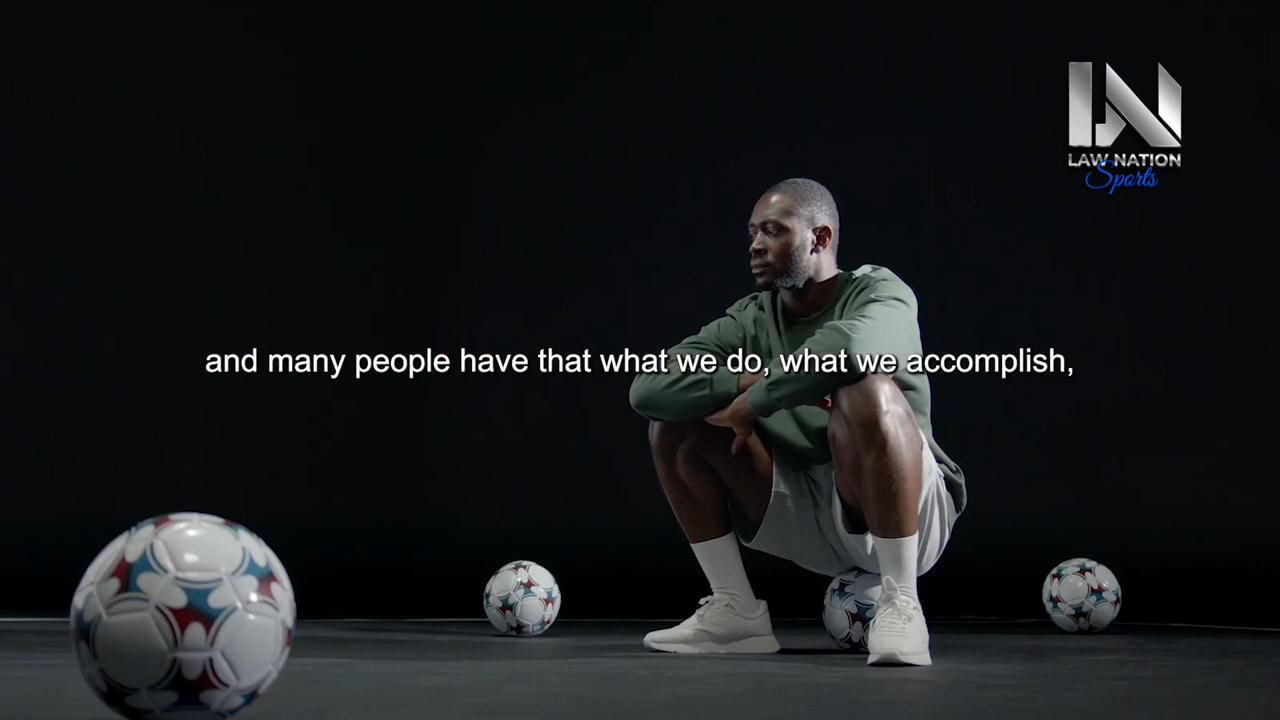 LAW NATION
Sports
and many people have that what we do, what we accomplish,